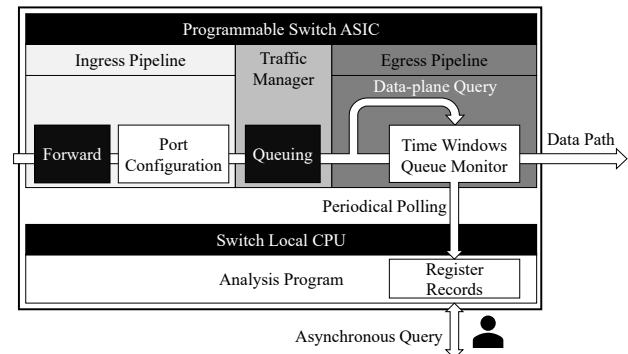 Programmable Switch ASIC
Ingress Pipeline
Traffic
Manager
Egress Pipeline
Data-plane Query
Forward
Port
Configuration
Queuing
Time Windows
Queue Monitor
Data Path
Periodical Polling
Switch Local CPU
Analysis Program
Register
Records
Asynchronous Query